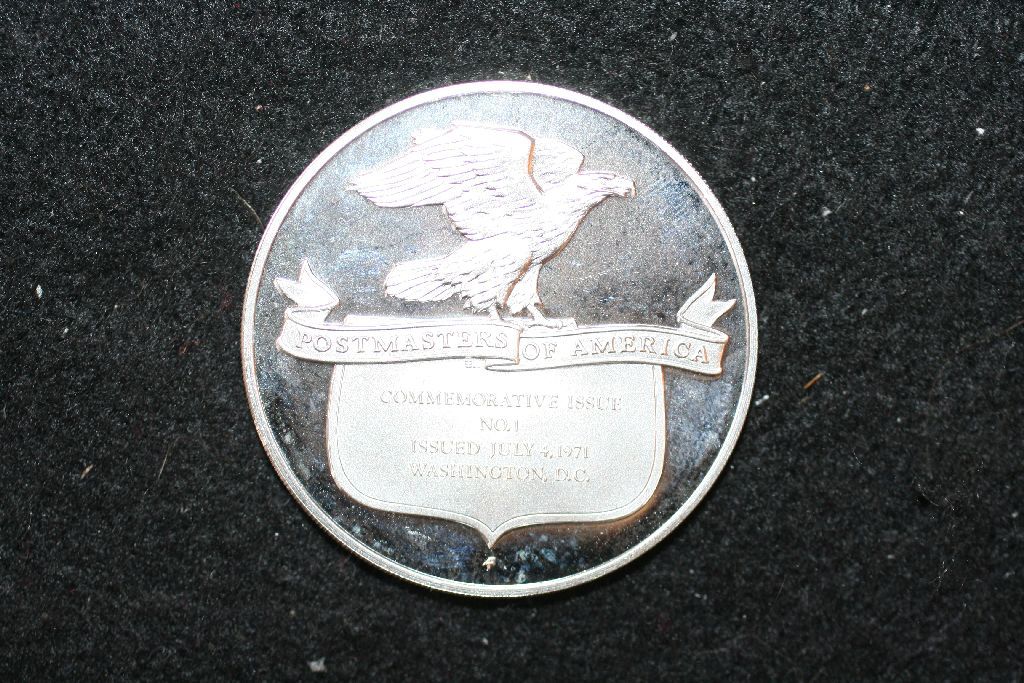 POSTMASTERS OF AMERICA
COMMEMORATIVE ISSUE
NO.1
ISSUED JULY 4, 1971
WASHINGTON, D.C.